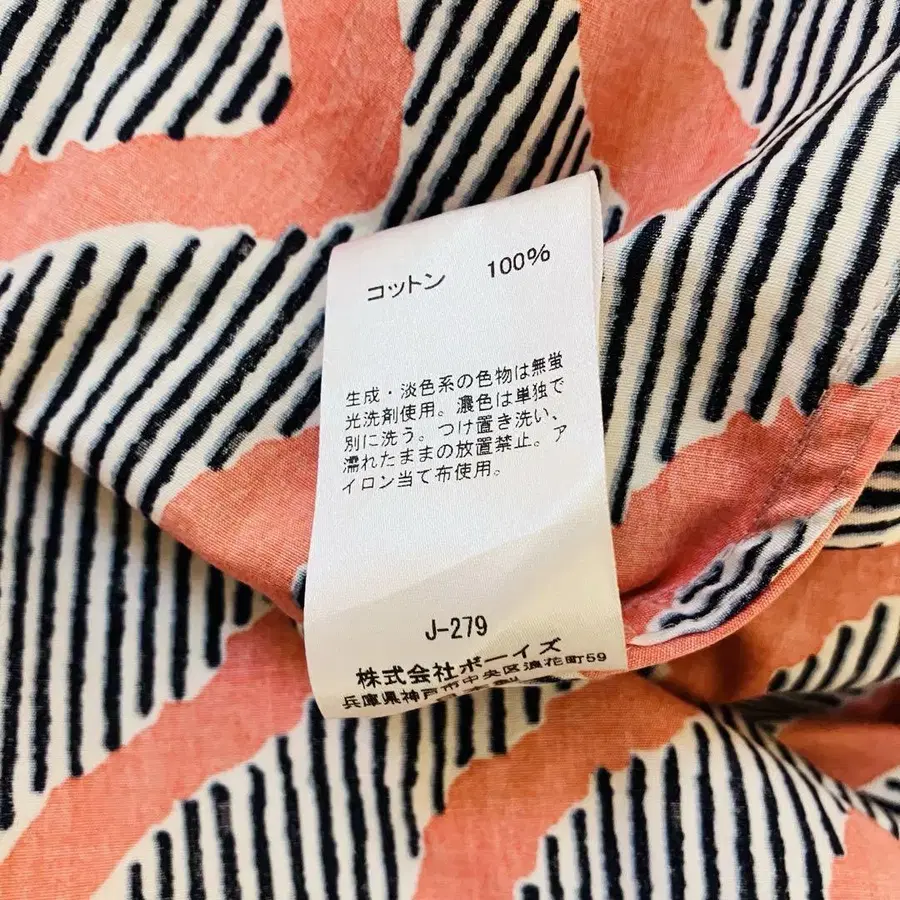 コットン 100%
生成・淡色系の色物は無蛍
光洗剤使用。濃色は単独で
別に洗う。つけ置き洗い、
濡れたままの放置禁止。ア
イロン当て布使用。
J-279
株式会社ボーイズ
兵庫県神戸市中央区浪花町59